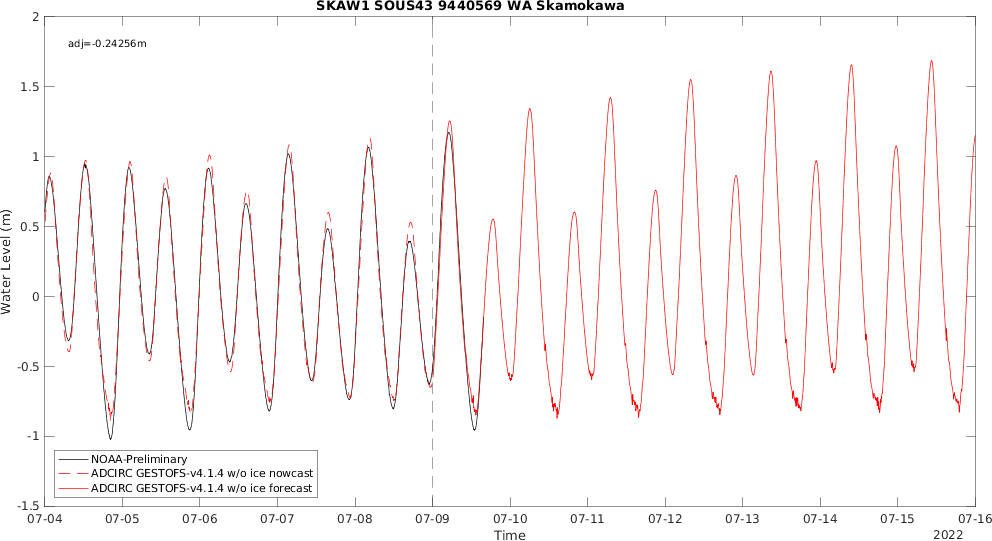 SKAW1 SOUS43 9440569 WA Skamokawa
adj=-0.24256m
2
1.5
1
0.5
0
-0.5
-1
-1.5
Water Level (m)
NOAA-Preliminary
ADCIRC GESTOFS-v4.1.4 w/o ice nowcast
ADCIRC GESTOFS-v4.1.4 w/o ice forecast
07-04 07-05 07-06 07-07 07-08 07-09 07-10 07-11 07-12 07-13 07-14 07-15 07-16
Time
2022